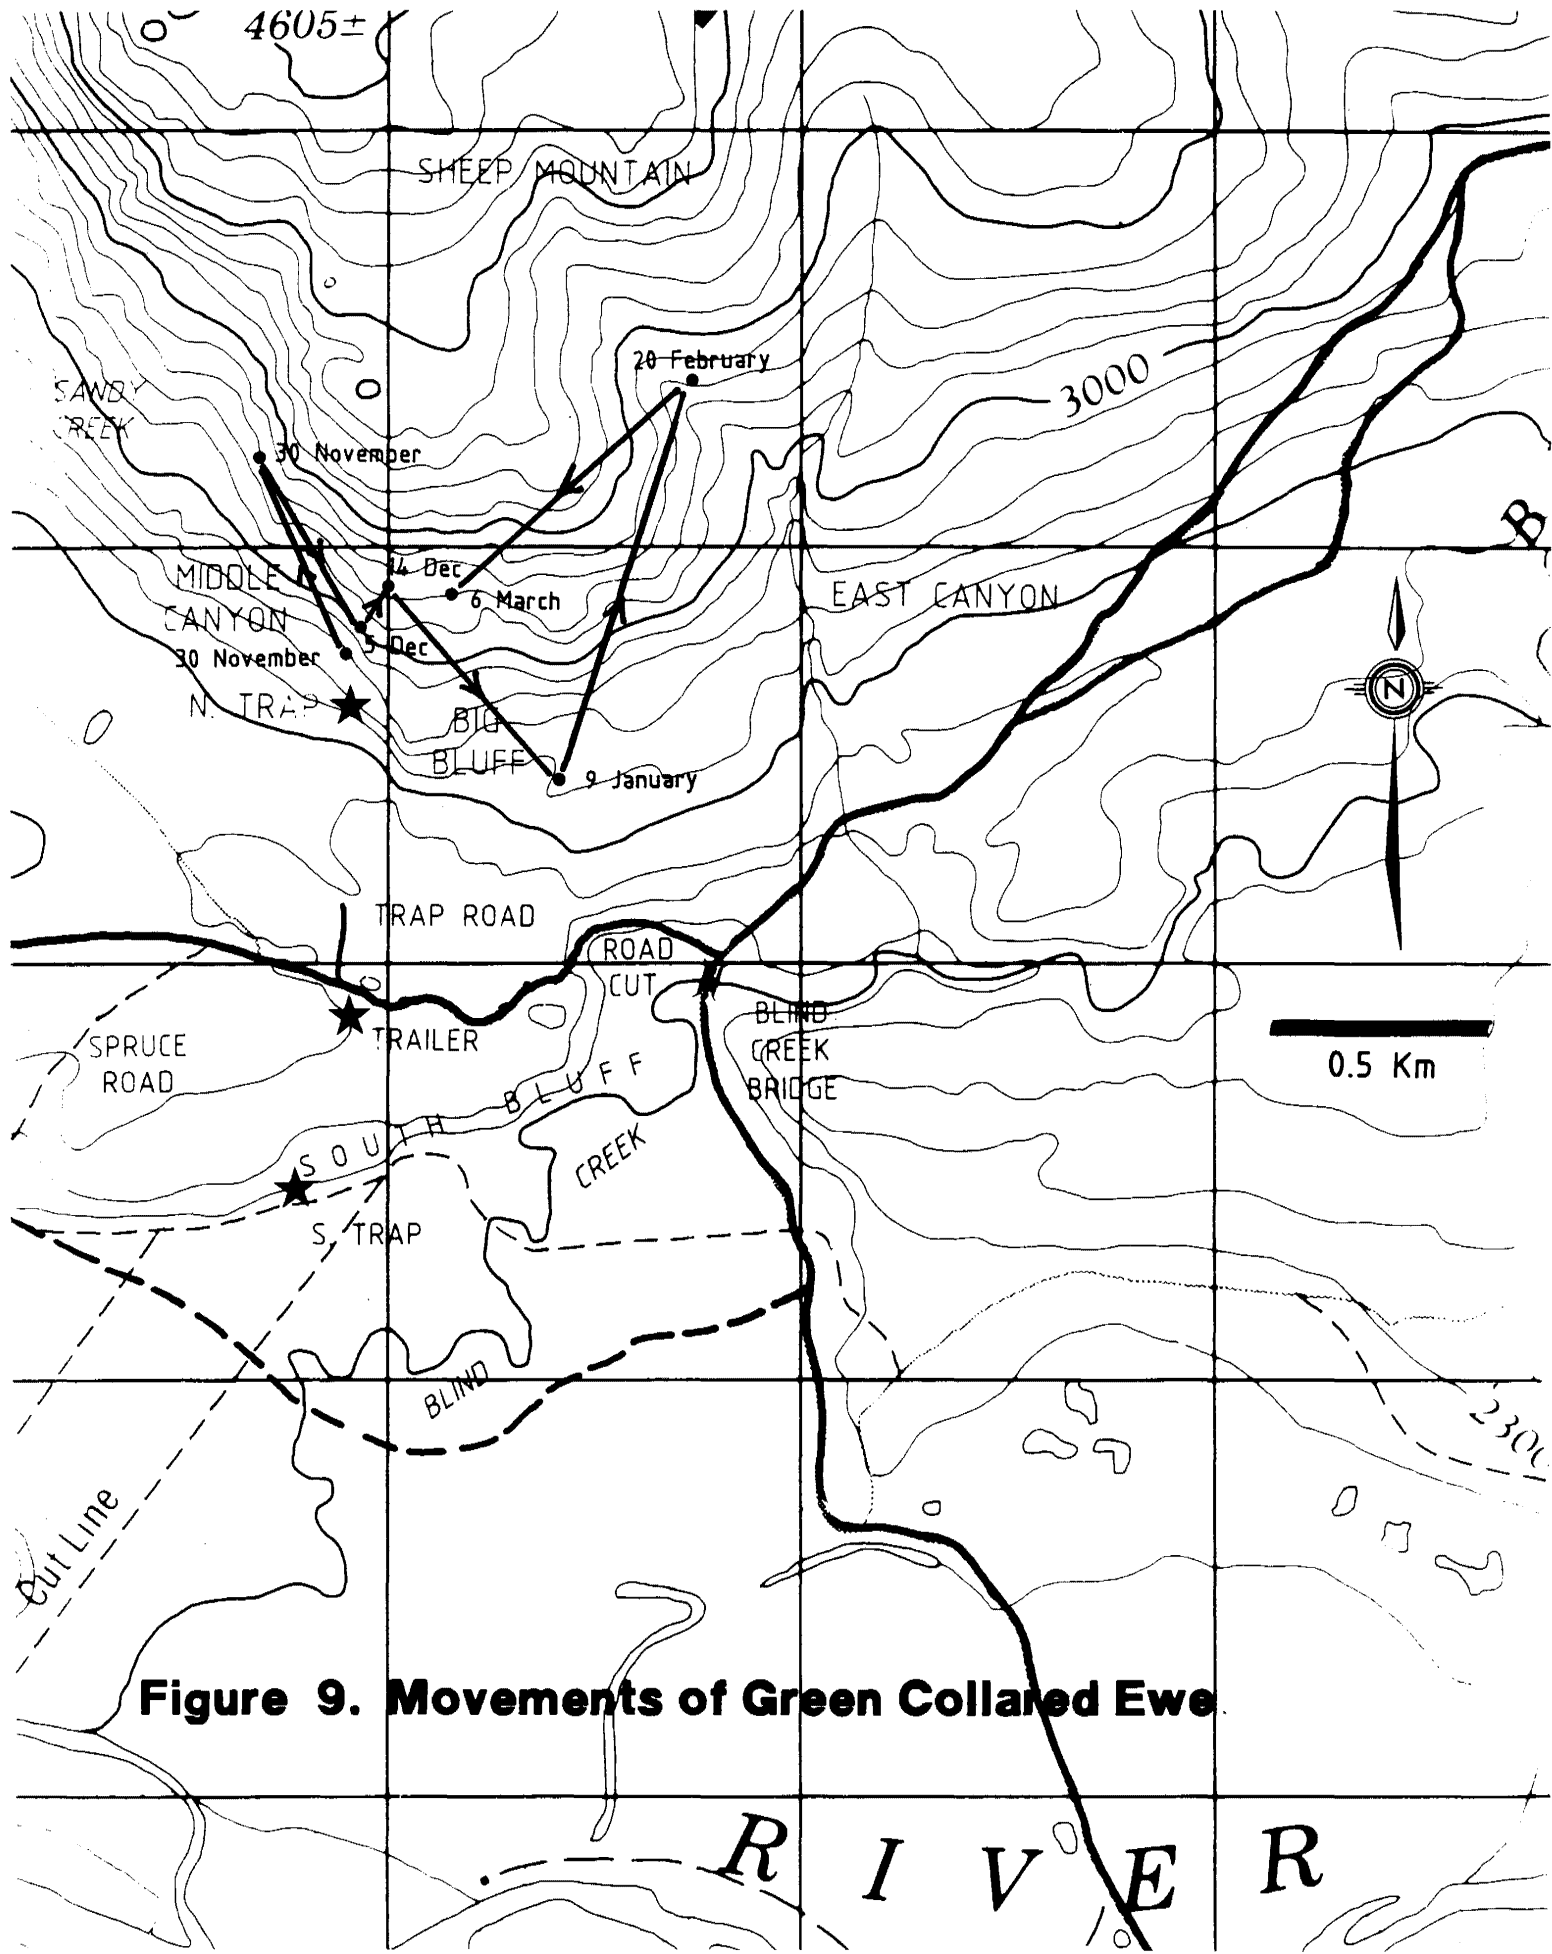 4605±
SHEEP MOUNTAIN
20 February
3000
SANDY
CREEK
30 November
B
14 Dec
MIDDLE
CANYON
6 March
EAST CANYON
5 Dec
30 November
N
N. TRAP
BIG
BLUFF
9 January
TRAP ROAD
ROAD
CUT
BLIND
CREEK
BRIDGE
TRAILER
SPRUCE
ROAD
0.5 Km
SOUTH BLUFF
CREEK
S. TRAP
BLIND
2300
Cut Line
Figure 9. Movements of Green Collared Ewe.
RIVER